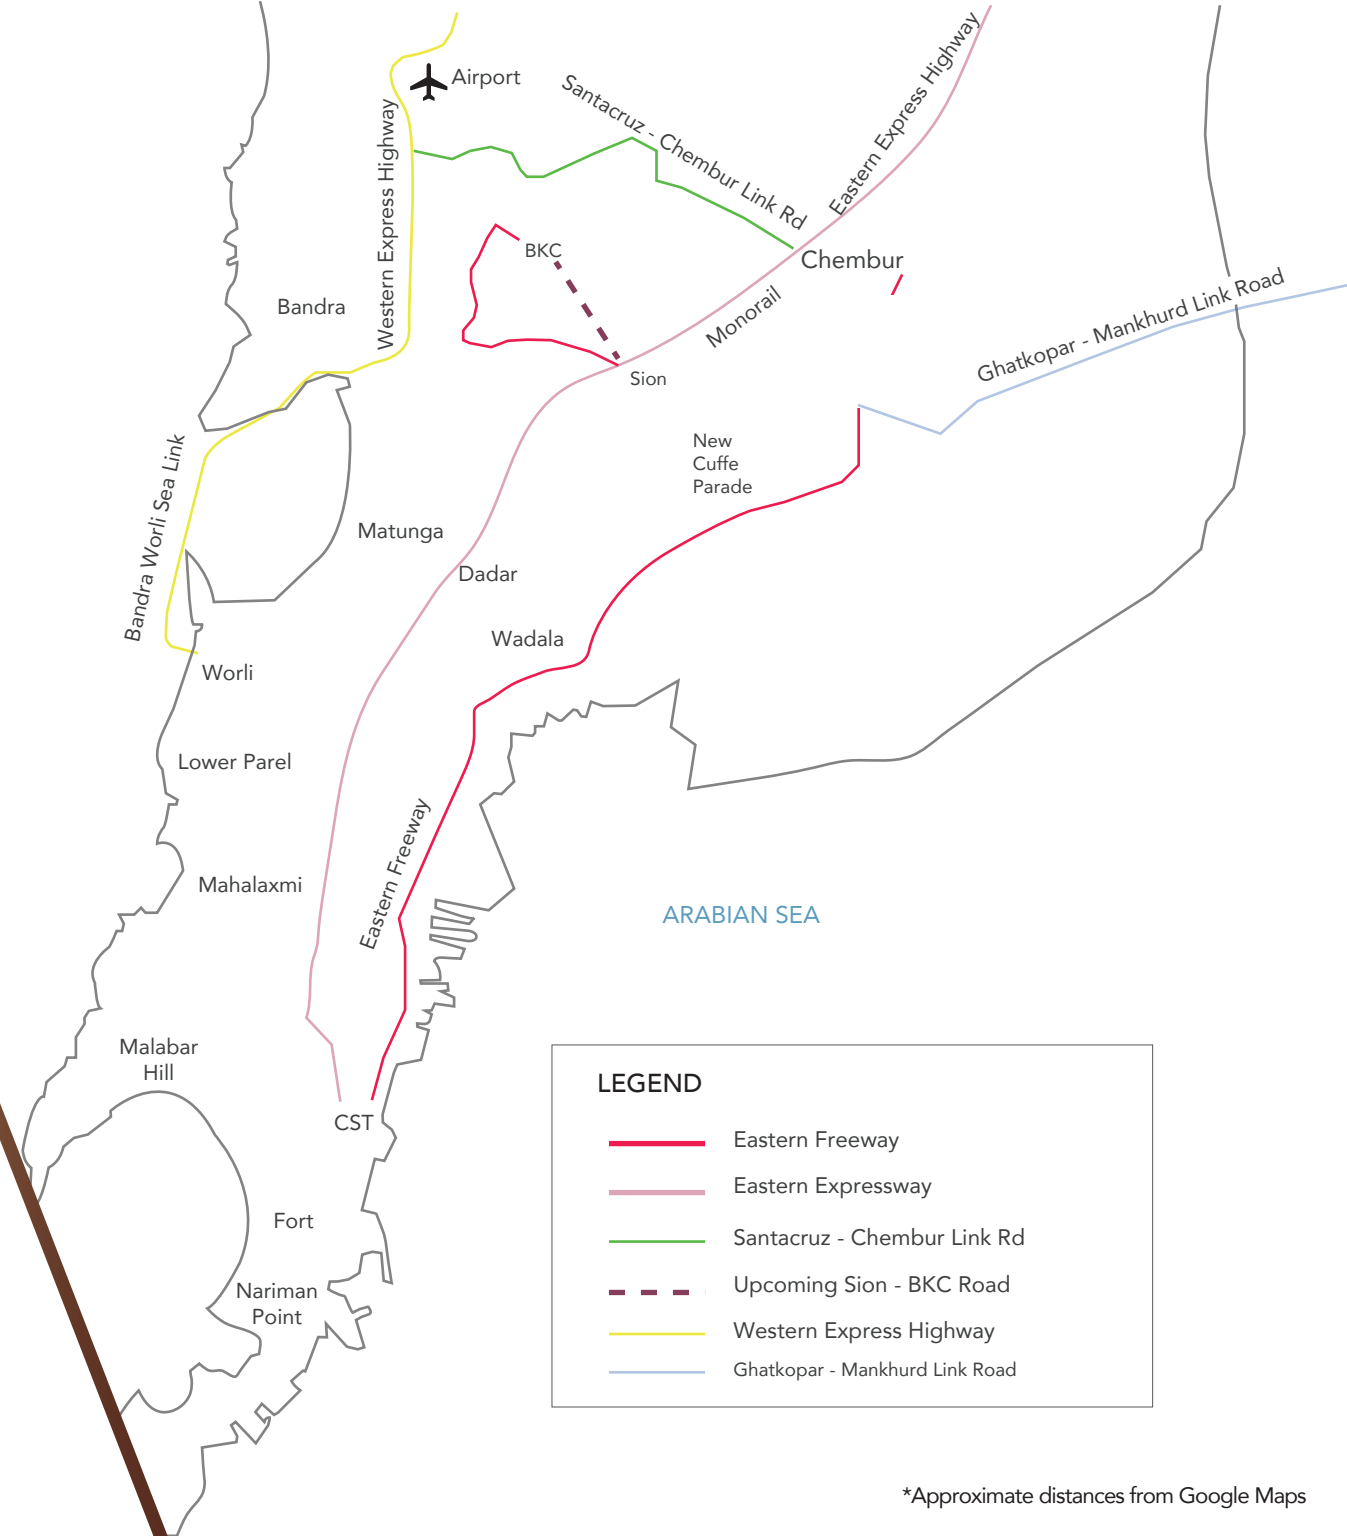 Airport
Santacruz - Chembur Link Rd
Eastern Express Highway
Western Express Highway
BKC
Chembur
Bandra
Monorail
Ghatkopar - Mankhurd Link Road
Sion
New
Cuffe
Parade
Bandra Worli Sea Link
Matunga
Dadar
Wadala
Worli
Lower Parel
Eastern Freeway
Mahalaxmi
ARABIAN SEA
Malabar
Hill
CST
Fort
Nariman
Point
LEGEND
Eastern Freeway
Eastern Expressway
Santacruz - Chembur Link Rd
Upcoming Sion - BKC Road
Western Express Highway
Ghatkopar - Mankhurd Link Road
*Approximate distances from Google Maps